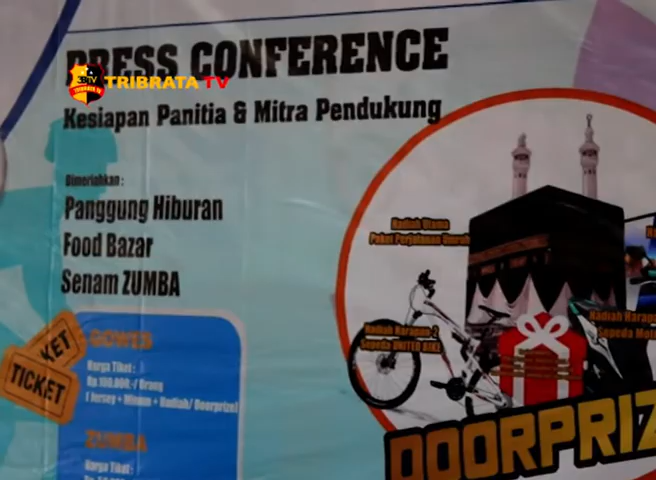 PRESS CONFERENCE
TRIBRATA TV
Kesiapan Panitia & Mitra Pendukung
Dimeriahkan :
Panggung Hiburan
Food Bazar
Senam ZUMBA
Hadiah Utama
Paket Perjalanan Umrah
Hadiah Harapan 2
Sepeda UNITED BIKE
Hadiah Harapan
Sepeda Moto
TICKET
GOWES
Harga Tiket :
Rp 100.000,-/ Orang
( Jersey + Minum + Hadiah/ Doorprize)
ZUMBA
Harga Tiket :
DOORPRIZ